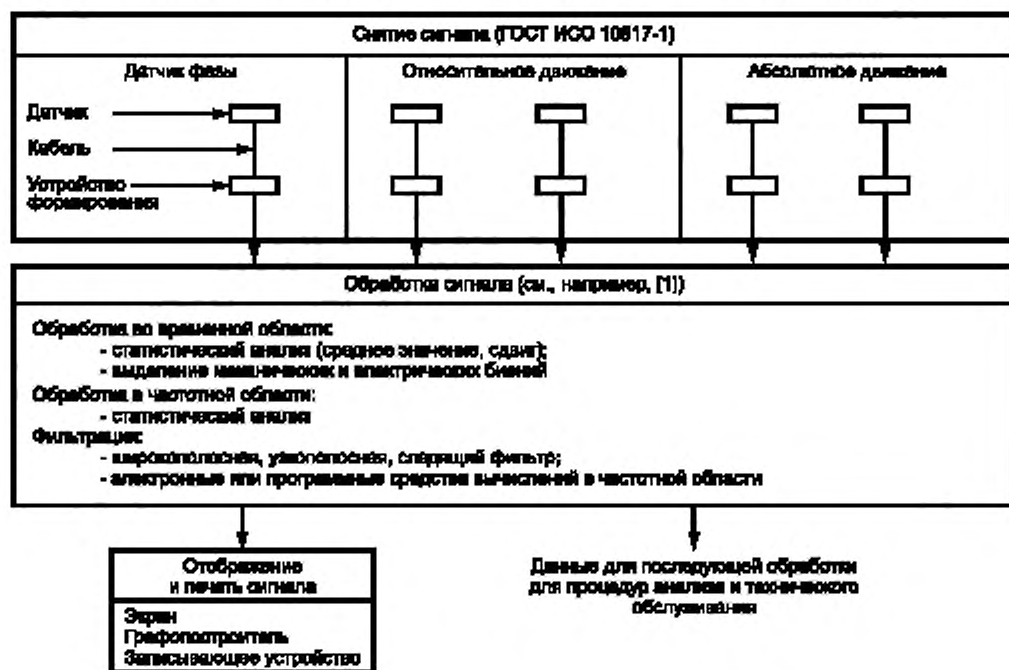 Снятие сигнала (ГОСТ ИСО 10817-1)
Датчик фазы
Относительное движение
Абсолютное движение
Датчик
Кабель
Устройство
формирования
Обработка сигнала (см., например, [1])
Обработка во временной области:
- статистический анализ (среднее значение, сдвиг);
- выделение механических и электрических биений
Обработка в частотной области:
- статистический анализ
Фильтрация:
- широкополосная, узкополосная, следящий фильтр;
- электронные или программные средства вычислений в частотной области
Отображение
и печать сигнала
Экран
Графопостроитель
Записывающее устройство
Данные для последующей обработки
для процедур анализа и технического
обслуживания